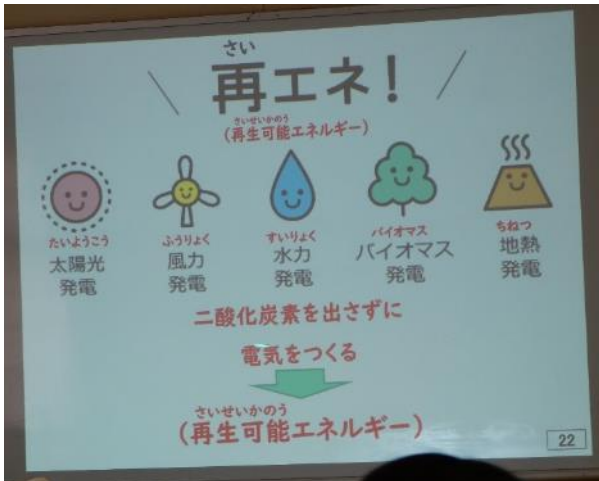 さい
再エネ!
さいせいかのう
(再生可能エネルギー)
たいようこう
太陽光
発電
ふうりょく
風力
発電
すいりょく
水力
発電
バイオマス
バイオマス
発電
ちねつ
地熱
発電
二酸化炭素を出さずに
電気をつくる
さいせいかのう
(再生可能エネルギー)
22